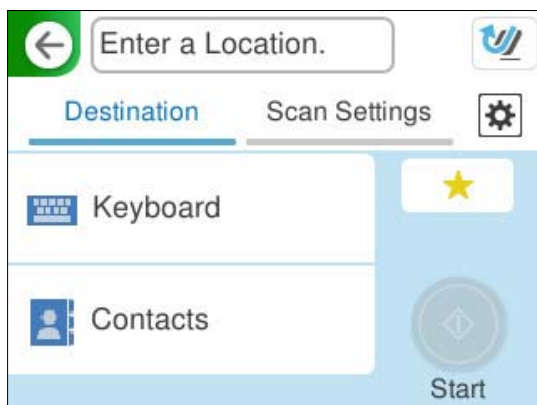 Enter a Location.
Destination
Scan Settings
Keyboard
Contacts
Start